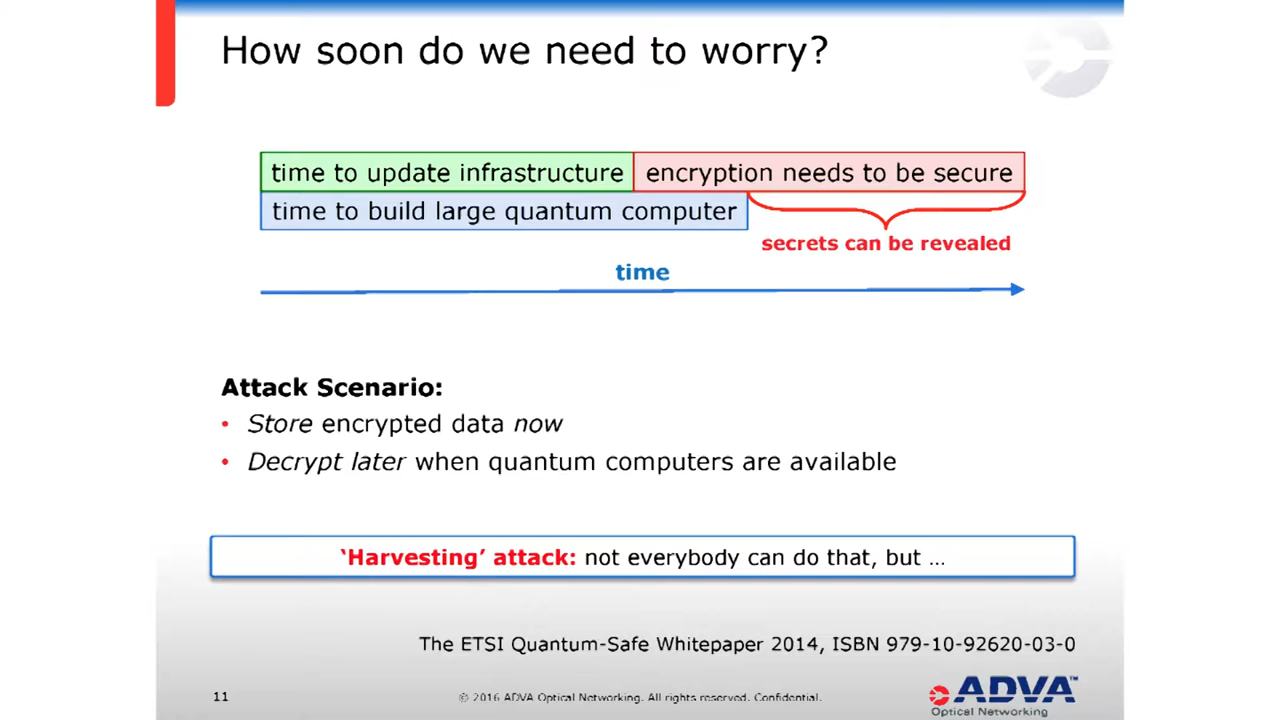 How soon do we need to worry?
time to update infrastructure encryption needs to be secure
time to build large quantum computer
secrets can be revealed
time
Attack Scenario:
• Store encrypted data now
• Decrypt later when quantum computers are available
‘Harvesting’ attack: not everybody can do that, but …
The ETSI Quantum-Safe Whitepaper 2014, ISBN 979-10-92620-03-0
11
© 2016 ADVA Optical Networking. All rights reserved. Confidential.
ADVA™
Optical Networking